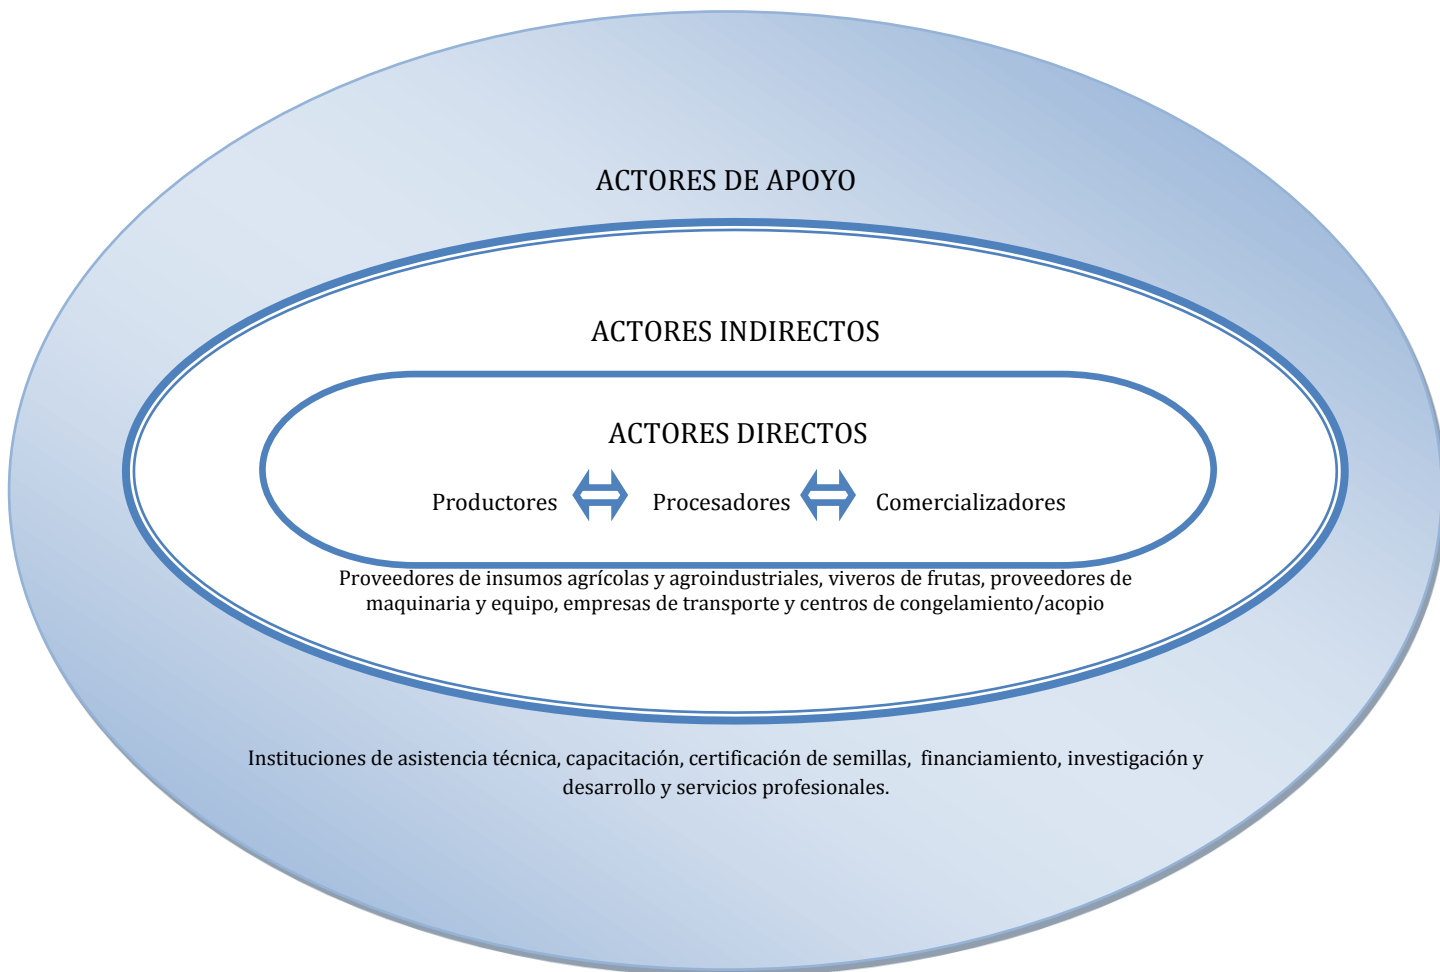 ACTORES DE APOYO
ACTORES INDIRECTOS
ACTORES DIRECTOS
Productores Procesadores Comercializadores
Proveedores de insumos agrícolas y agroindustriales, viveros de frutas, proveedores de
maquinaria y equipo, empresas de transporte y centros de congelamiento/acopio
Instituciones de asistencia técnica, capacitación, certificación de semillas, financiamiento, investigación y
desarrollo y servicios profesionales.